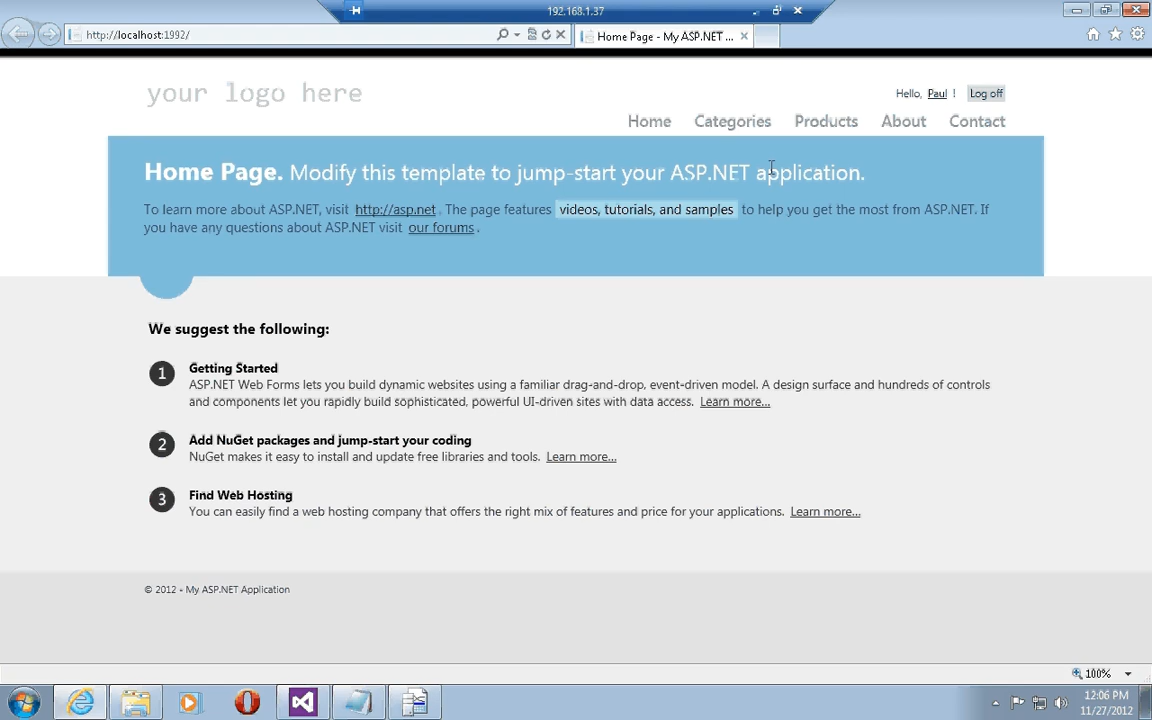 192.168.1.37
http://localhost:1992/
Home Page - My ASP.NET ...
your logo here
Hello, Paul ! Log off
Home Categories Products About Contact
Home Page. Modify this template to jump-start your ASP.NET application.
To learn more about ASP.NET, visit http://asp.net . The page features videos, tutorials, and samples to help you get the most from ASP.NET. If
you have any questions about ASP.NET visit our forums .
We suggest the following:
1 Getting Started
ASP.NET Web Forms lets you build dynamic websites using a familiar drag-and-drop, event-driven model. A design surface and hundreds of controls
and components let you rapidly build sophisticated, powerful UI-driven sites with data access. Learn more...
2 Add NuGet packages and jump-start your coding
NuGet makes it easy to install and update free libraries and tools. Learn more...
3 Find Web Hosting
You can easily find a web hosting company that offers the right mix of features and price for your applications. Learn more...
© 2012 - My ASP.NET Application
100%
12:06 PM
11/27/2012